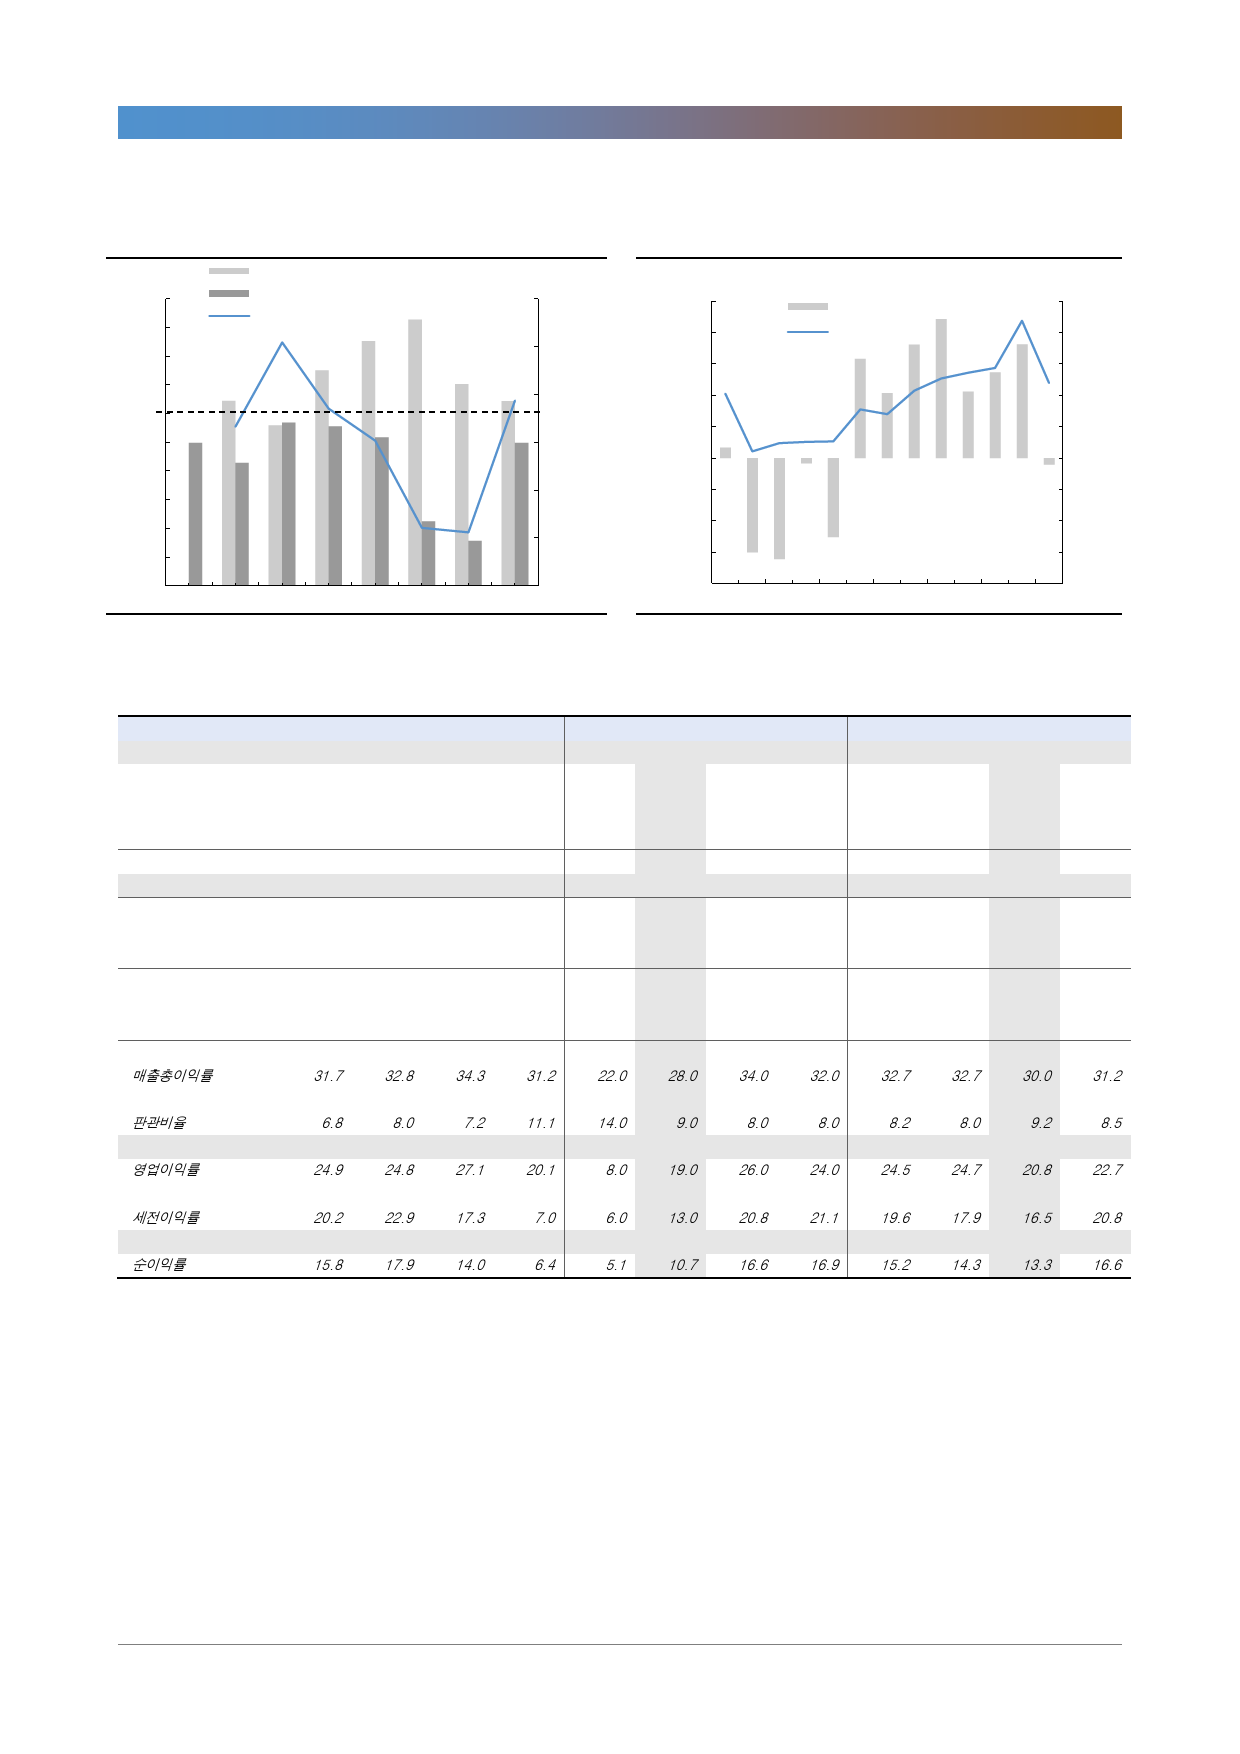 매출총이익률 31.7 32.8 34.3 31.2 22.0 28.0 34.0 32.0 32.7 32.7 30.0 31.2
판관비율 6.8 8.0 7.2 11.1 14.0 9.0 8.0 8.0 8.2 8.0 9.2 8.5
영업이익률 24.9 24.8 27.1 20.1 8.0 19.0 26.0 24.0 24.5 24.7 20.8 22.7
세전이익률 20.2 22.9 17.3 7.0 6.0 13.0 20.8 21.1 19.6 17.9 16.5 20.8
순이익률 15.8 17.9 14.0 6.4 5.1 10.7 16.6 16.9 15.2 14.3 13.3 16.6